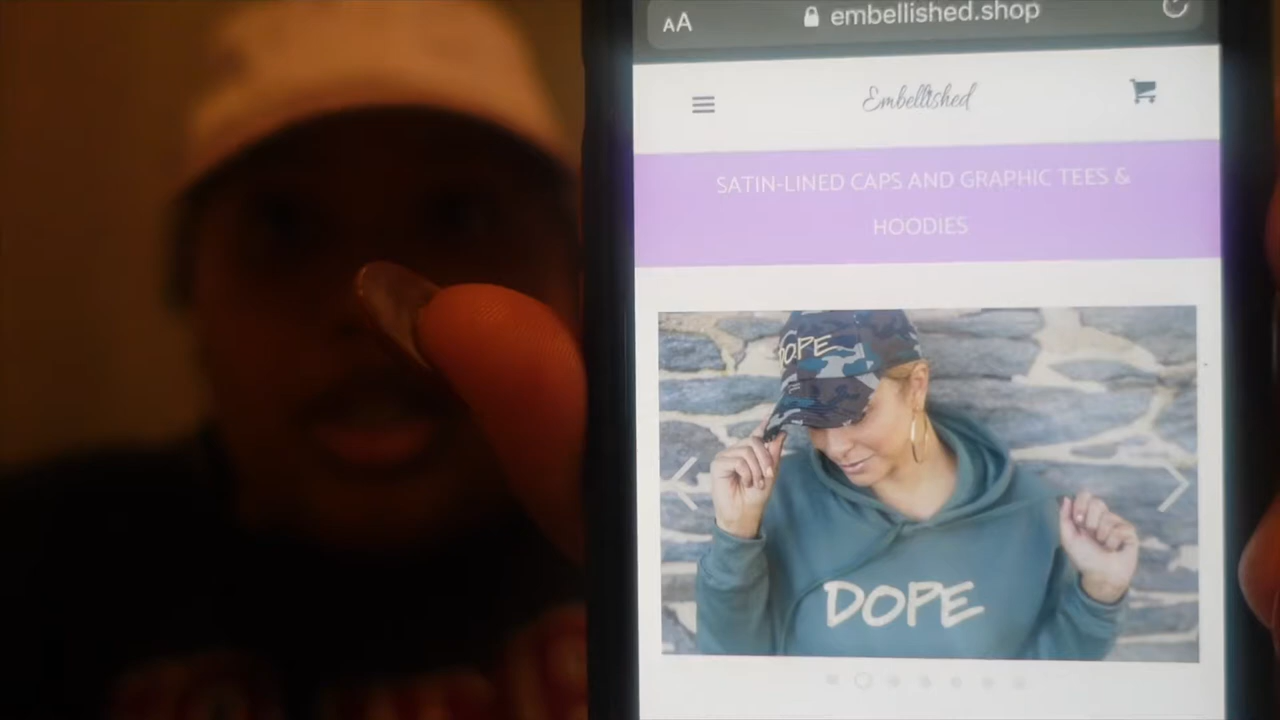 AA embellished.shop
Embellished
SATIN-LINED CAPS AND GRAPHIC TEES &
HOODIES
DOPE
DOPE